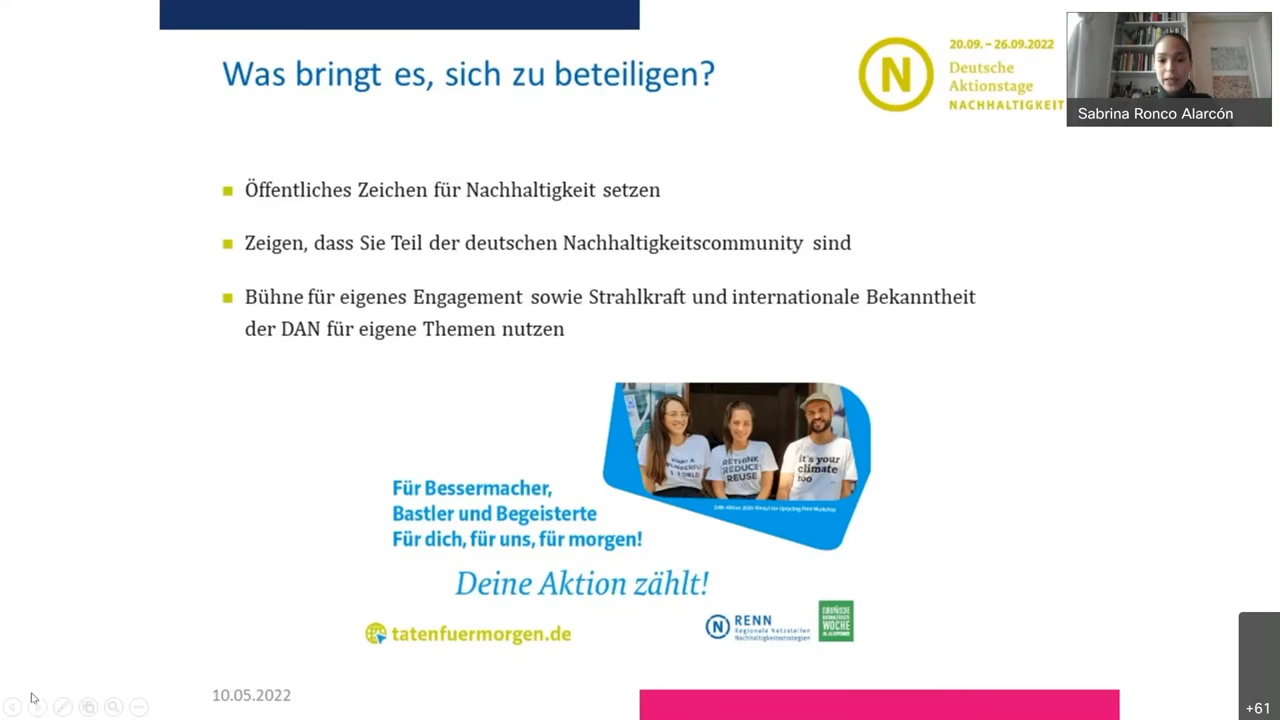 Was bringt es, sich zu beteiligen?
20.09. – 26.09.2022
Deutsche
Aktionstage
NACHHALTIGKEIT
N
Sabrina Ronco Alarcón
Öffentliches Zeichen für Nachhaltigkeit setzen
Zeigen, dass Sie Teil der deutschen Nachhaltigkeitscommunity sind
Bühne für eigenes Engagement sowie Strahlkraft und internationale Bekanntheit
der DAN für eigene Themen nutzen
RETHINK
REDUCE
REUSE
it's your
climate
too
Für Bessermacher,
Bastler und Begeisterte
Für dich, für uns, für morgen!
Deine Aktion zählt!
tatenfuermorgen.de
N
RENN
Regionale Netzstellen
Nachhaltigkeitsstrategien
WOCHE
10.05.2022
+61